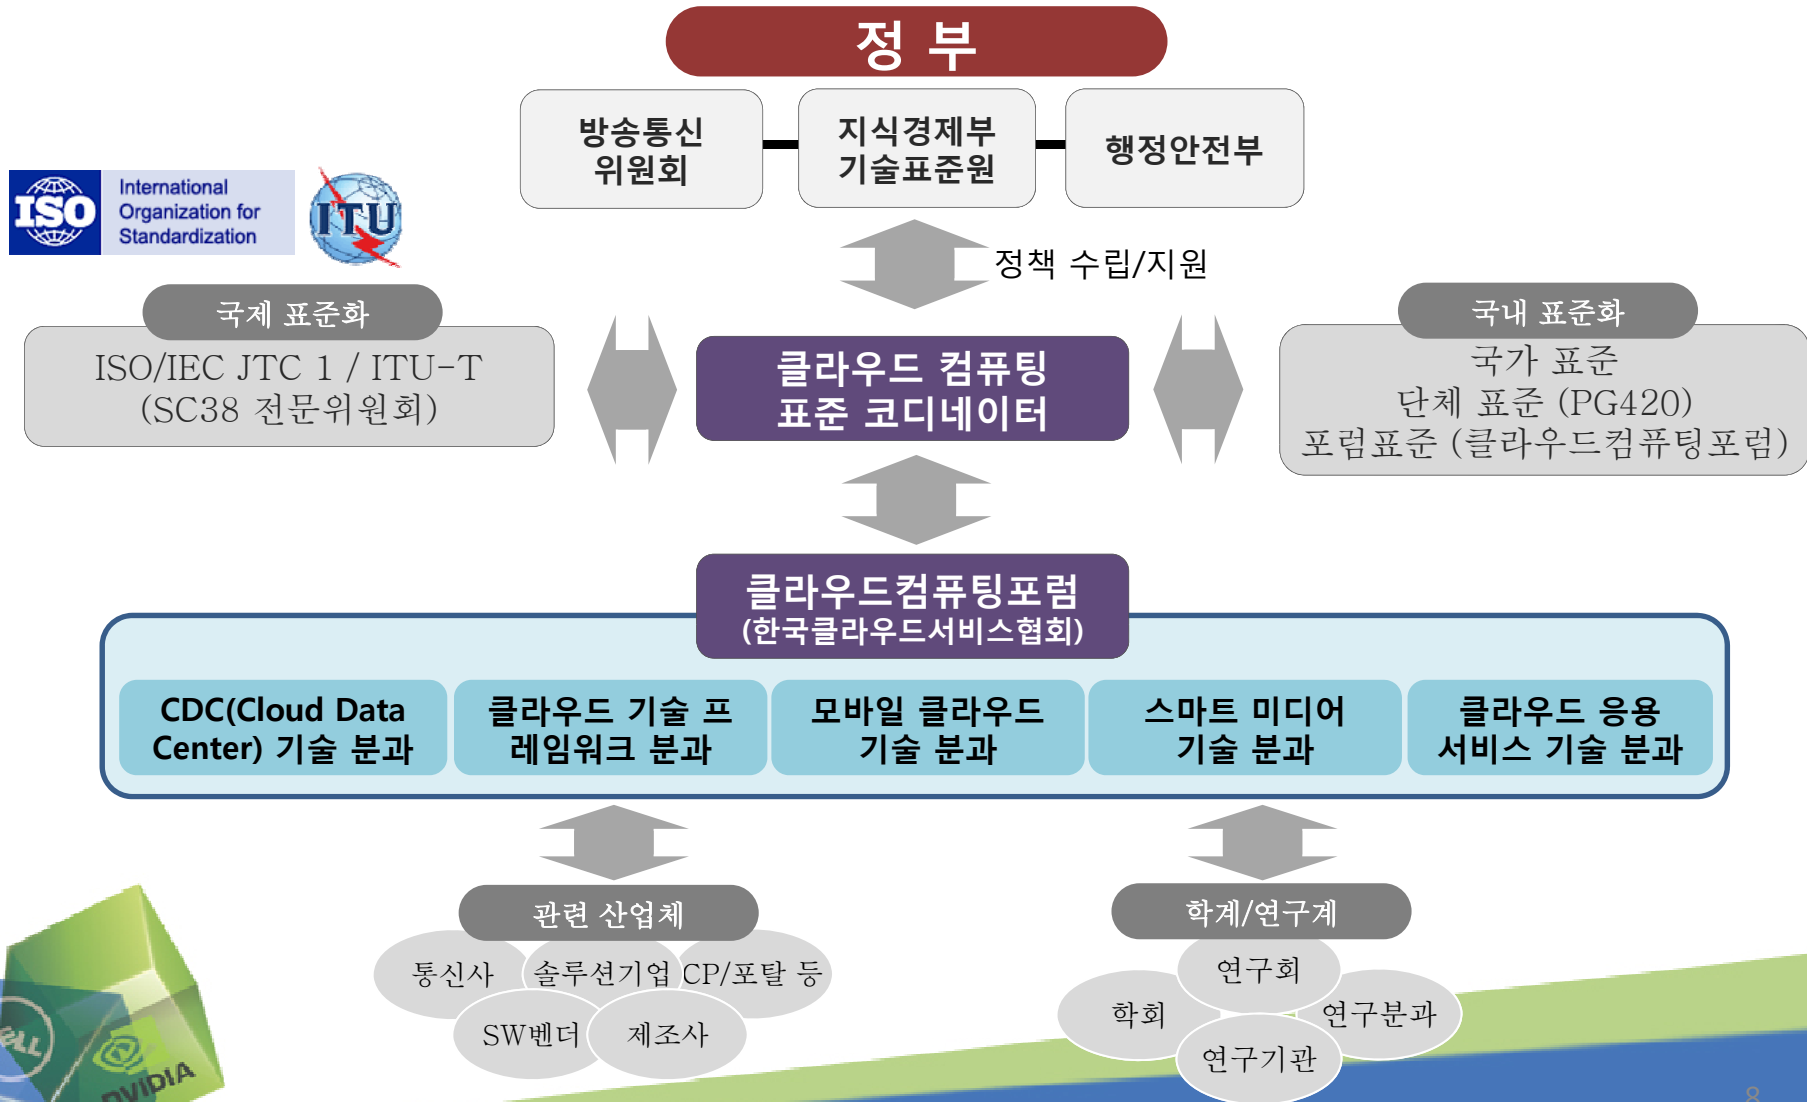 정 부
방송통신
위원회
지식경제부
기술표준원
행정안전부
ISO
International
Organization for
Standardization
ITU
정책 수립/지원
국제 표준화
ISO/IEC JTC 1 / ITU-T
(SC38 전문위원회)
클라우드 컴퓨팅
표준 코디네이터
국내 표준화
국가 표준
단체 표준 (PG420)
포럼표준 (클라우드컴퓨팅포럼)
클라우드컴퓨팅포럼
(한국클라우드서비스협회)
CDC(Cloud Data
Center) 기술 분과
클라우드 기술 프
레임워크 분과
모바일 클라우드
기술 분과
스마트 미디어
기술 분과
클라우드 응용
서비스 기술 분과
관련 산업체
통신사
솔루션기업
CP/포탈 등
SW벤더
제조사
학계/연구계
연구회
학회
연구분과
연구기관
NVIDIA
8